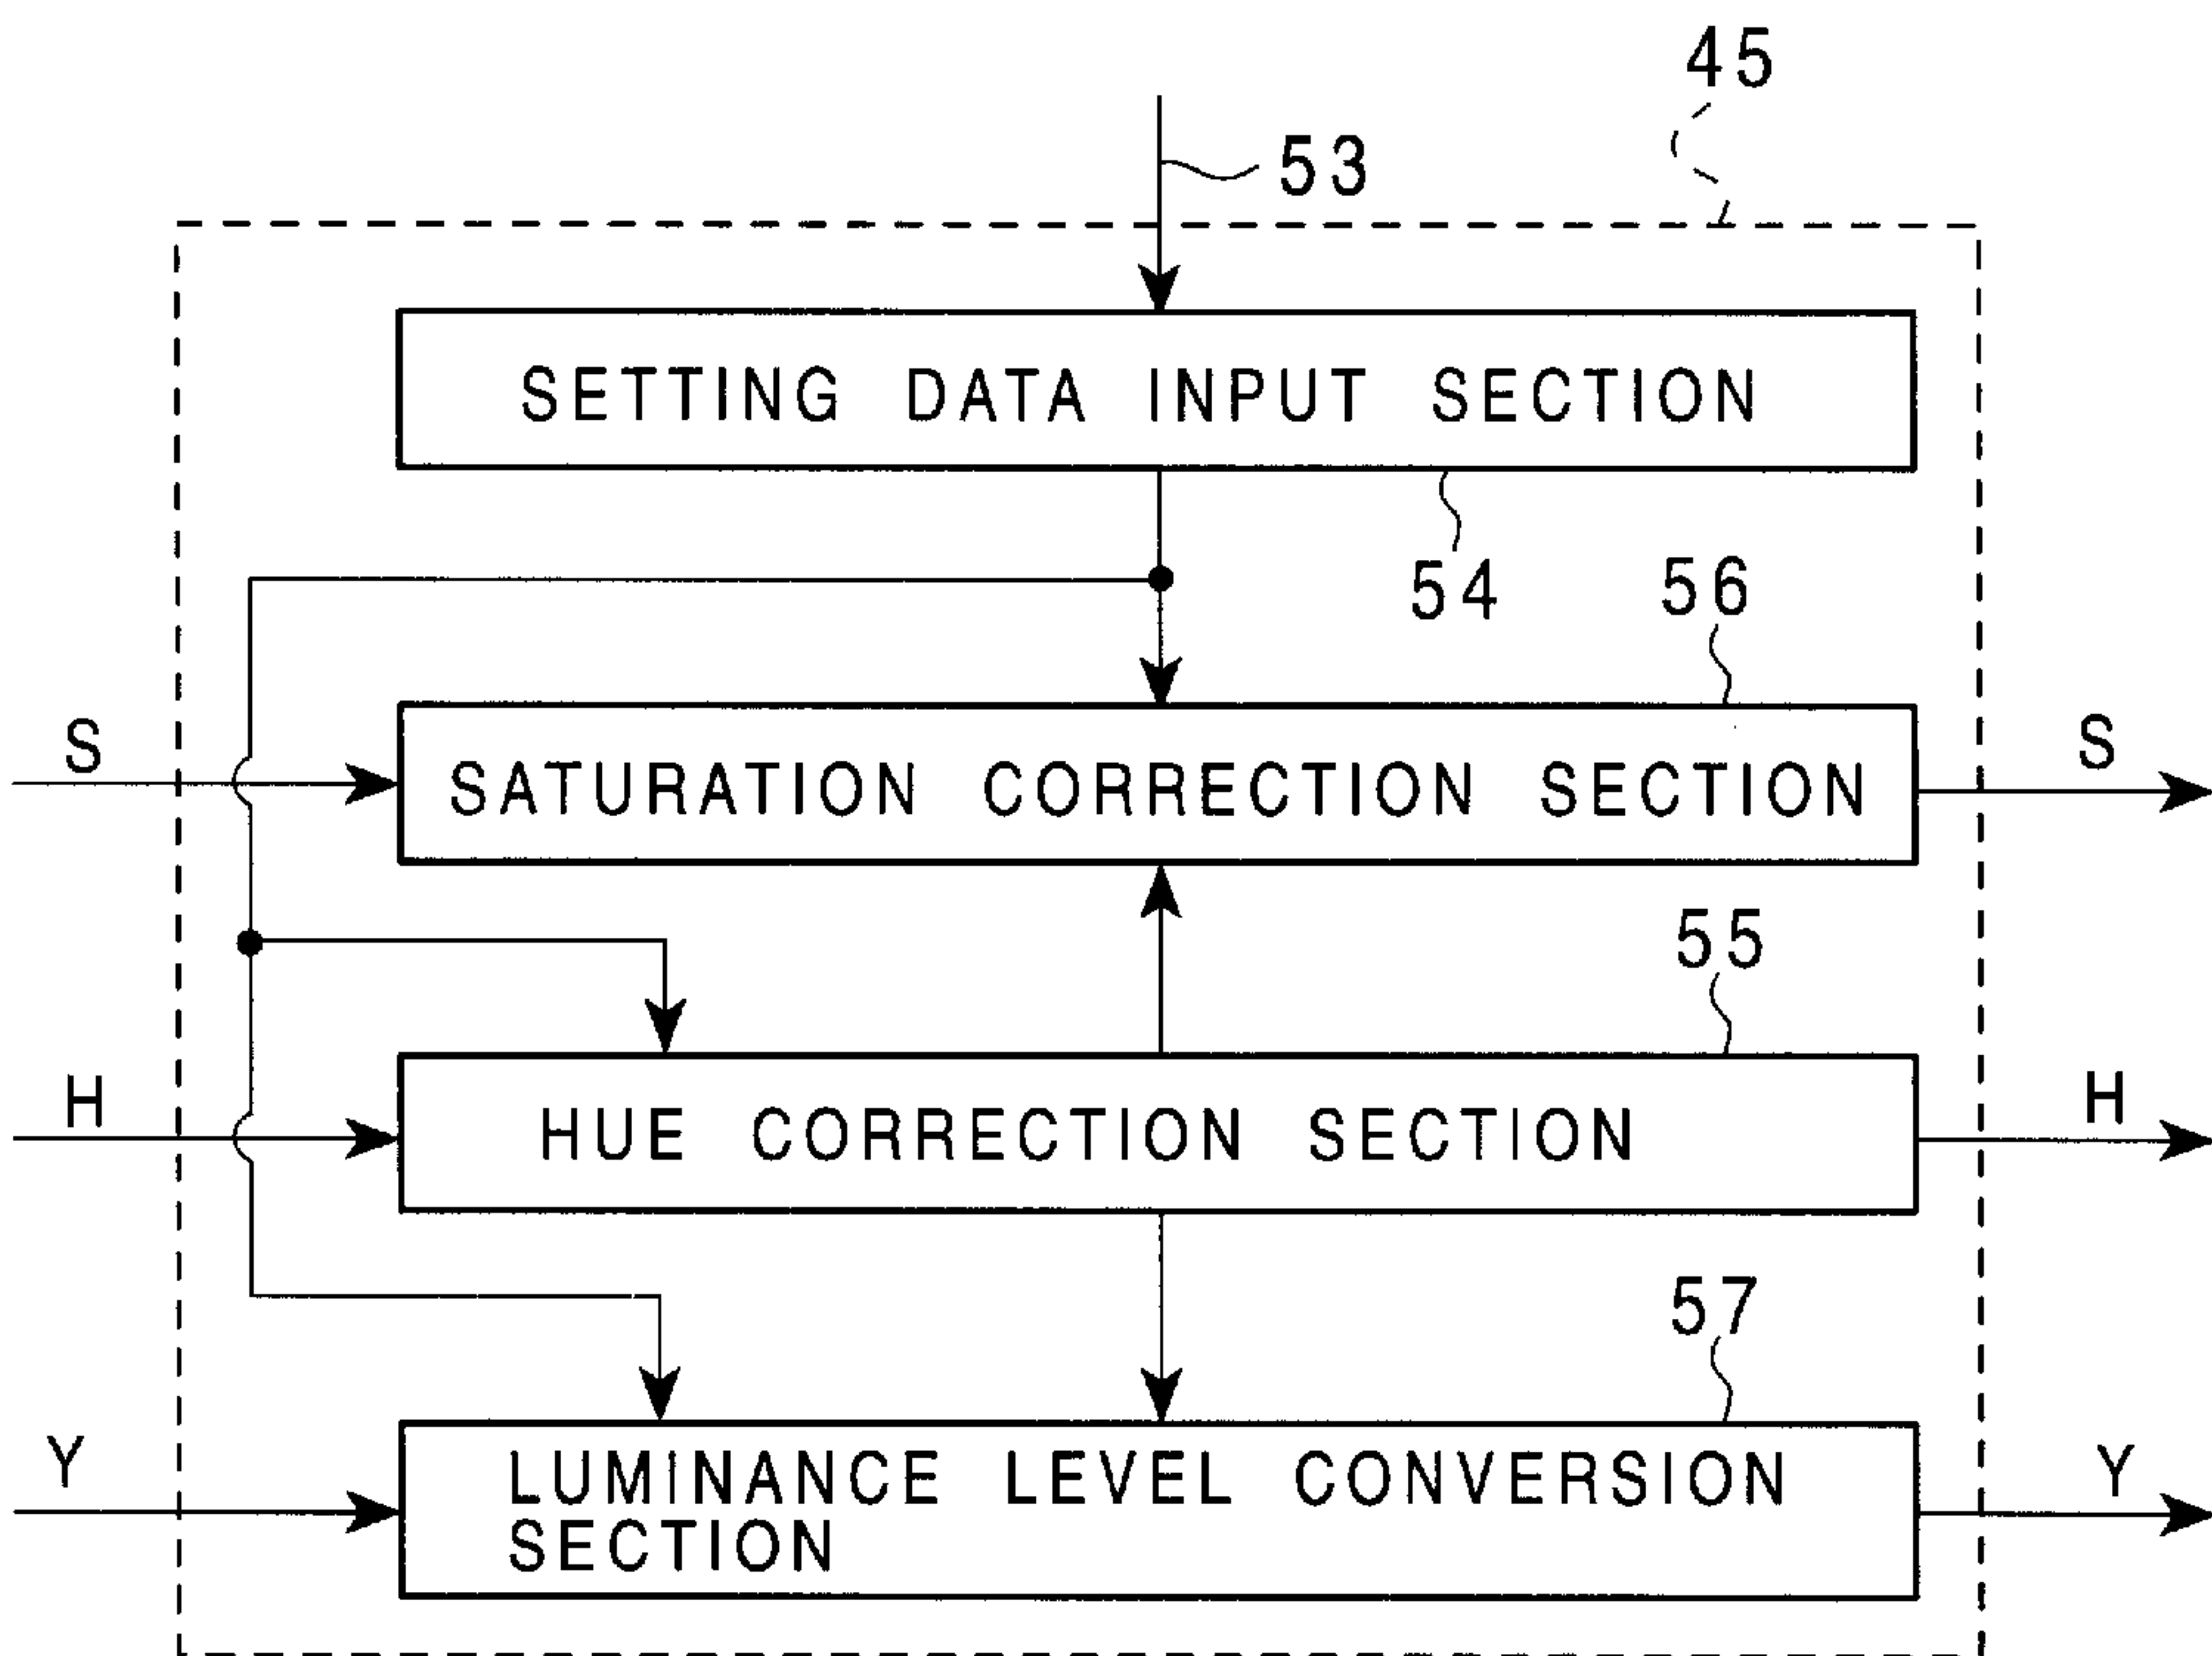 45
53
SETTING DATA INPUT SECTION
54
56
S
SATURATION CORRECTION SECTION
S
55
H
HUE CORRECTION SECTION
H
57
Y
LUMINANCE LEVEL CONVERSION
SECTION
Y